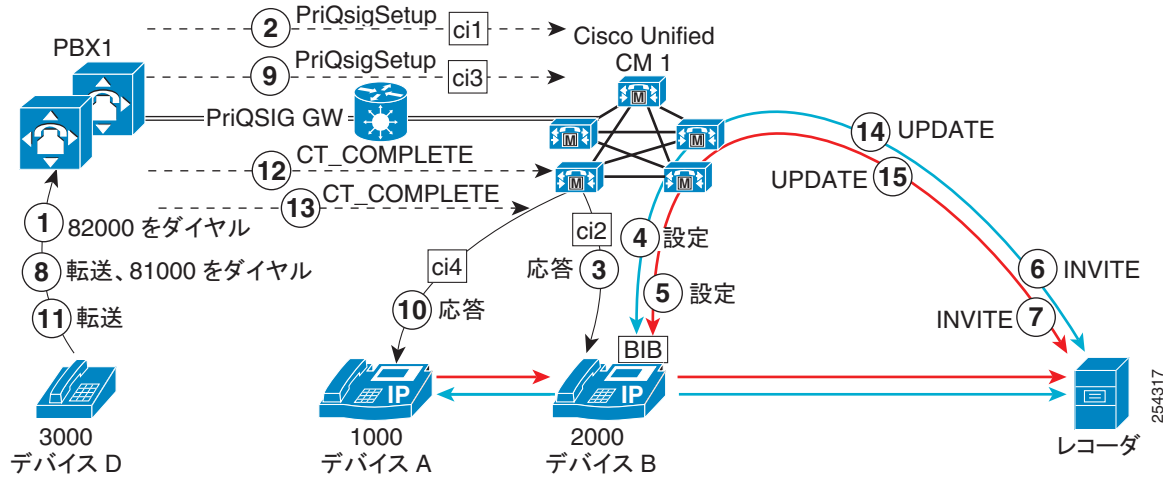 ② PriQsigSetup ci1
PBX1
Cisco Unified
CM 1
⑨ PriQsigSetup ci3
PriQSIG GW
M
M
M
M
M
⑭ UPDATE
UPDATE ⑮
⑫ CT_COMPLETE
⑬ CT_COMPLETE
① 82000 をダイヤル
⑧ 転送、81000 をダイヤル
⑪ 転送
ci4
ci2
応答 ③
④ 設定
⑤ 設定
⑩ 応答
⑥ INVITE
INVITE ⑦
BIB
IP
IP
3000
デバイス D
1000
デバイス A
2000
デバイス B
レコーダ
254317